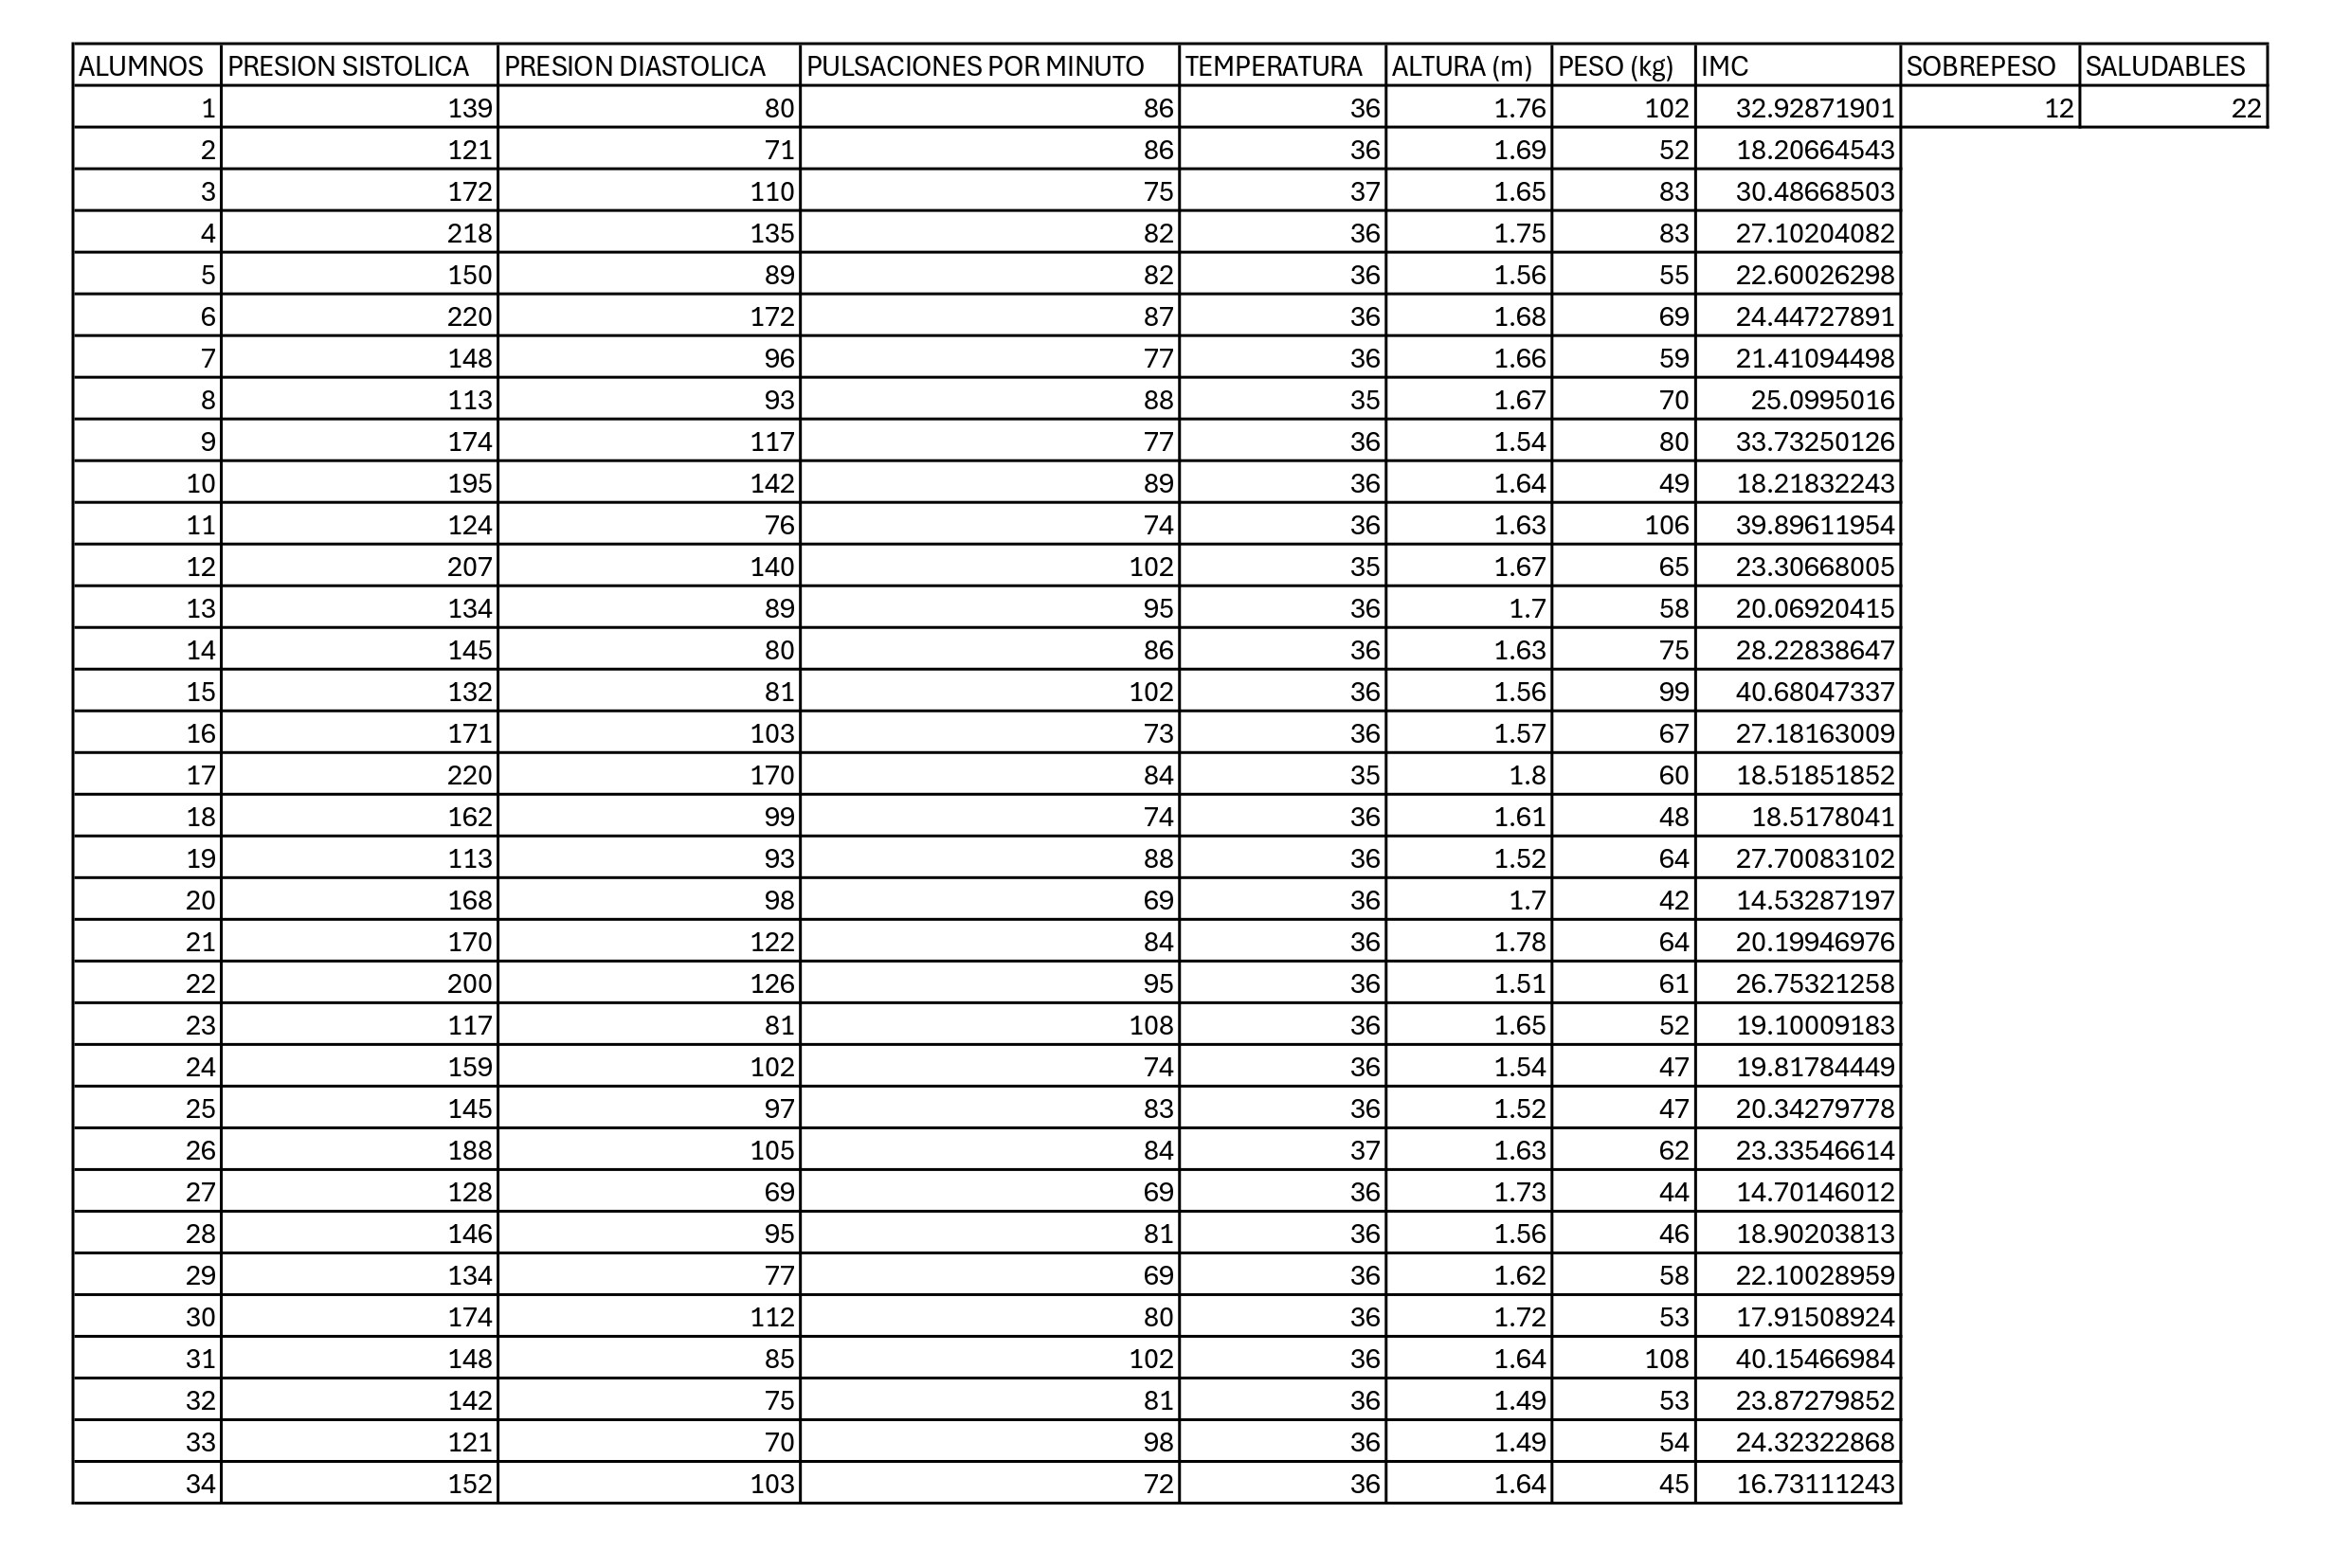 ALUMNOS PRESION SISTOLICA PRESION DIASTOLICA PULSACIONES POR MINUTO TEMPERATURA ALTURA (m) PESO (kg) IMC SOBREPESO SALUDABLES
1 139 80 86 36 1.76 102 32.92871901 12 22
2 121 71 86 36 1.69 52 18.20664543
3 172 110 75 37 1.65 83 30.48668503
4 218 135 82 36 1.75 83 27.10204082
5 150 89 82 36 1.56 55 22.60026298
6 220 172 87 36 1.68 69 24.44727891
7 148 96 77 36 1.66 59 21.41094498
8 113 93 88 35 1.67 70 25.0995016
9 174 117 77 36 1.54 80 33.73250126
10 195 142 89 36 1.64 49 18.21832243
11 124 76 74 36 1.63 106 39.89611954
12 207 140 102 35 1.67 65 23.30668005
13 134 89 95 36 1.7 58 20.06920415
14 145 80 86 36 1.63 75 28.22838647
15 132 81 102 36 1.56 99 40.68047337
16 171 103 73 36 1.57 67 27.18163009
17 220 170 84 35 1.8 60 18.51851852
18 162 99 74 36 1.61 48 18.5178041
19 113 93 88 36 1.52 64 27.70083102
20 168 98 69 36 1.7 42 14.53287197
21 170 122 84 36 1.78 64 20.19946976
22 200 126 95 36 1.51 61 26.75321258
23 117 81 108 36 1.65 52 19.10009183
24 159 102 74 36 1.54 47 19.81784449
25 145 97 83 36 1.52 47 20.34279778
26 188 105 84 37 1.63 62 23.33546614
27 128 69 69 36 1.73 44 14.70146012
28 146 95 81 36 1.56 46 18.90203813
29 134 77 69 36 1.62 58 22.10028959
30 174 112 80 36 1.72 53 17.91508924
31 148 85 102 36 1.64 108 40.15466984
32 142 75 81 36 1.49 53 23.87279852
33 121 70 98 36 1.49 54 24.32322868
34 152 103 72 36 1.64 45 16.73111243